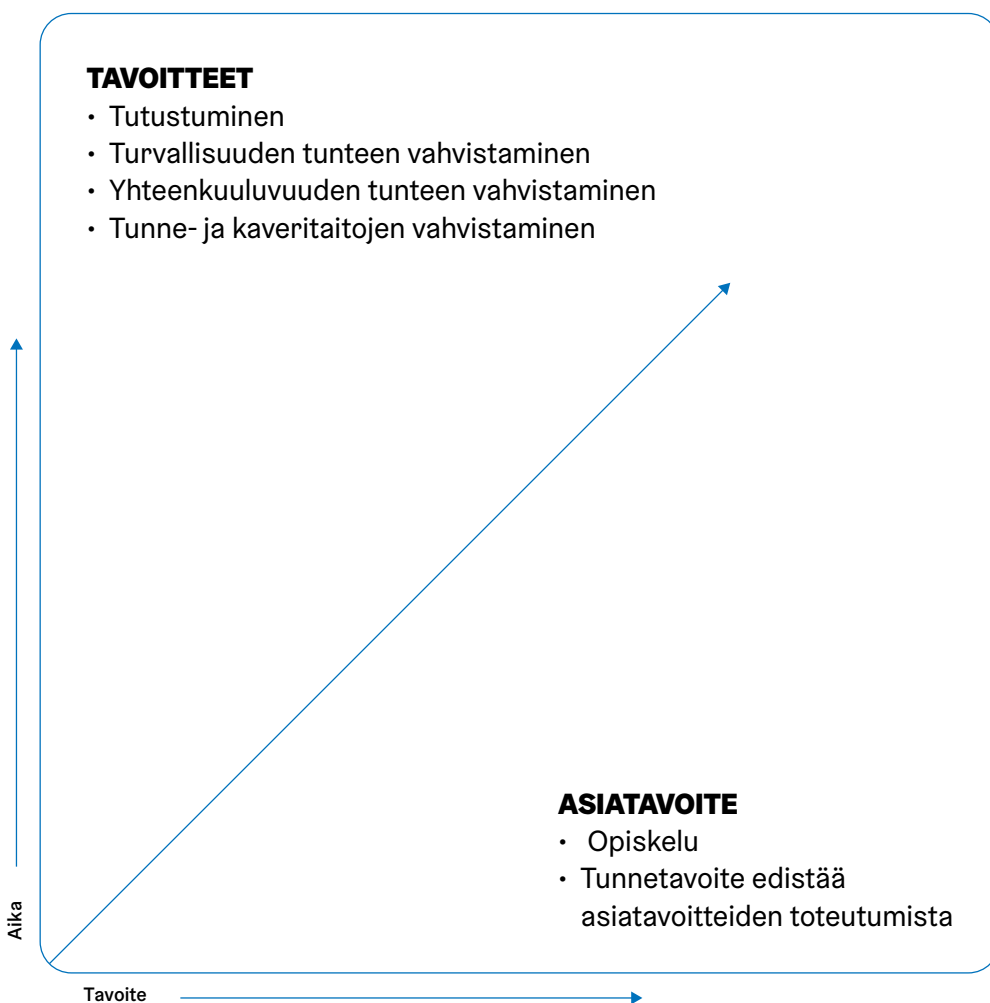 TAVOITTEET
• Tutustuminen
• Turvallisuuden tunteen vahvistaminen
• Yhteenkuuluvuuden tunteen vahvistaminen
• Tunne- ja kaveritaitojen vahvistaminen
ASIATAVOITE
• Opiskelu
• Tunnetavoite edistää
asiatavoitteiden toteutumista
Aika
Tavoite